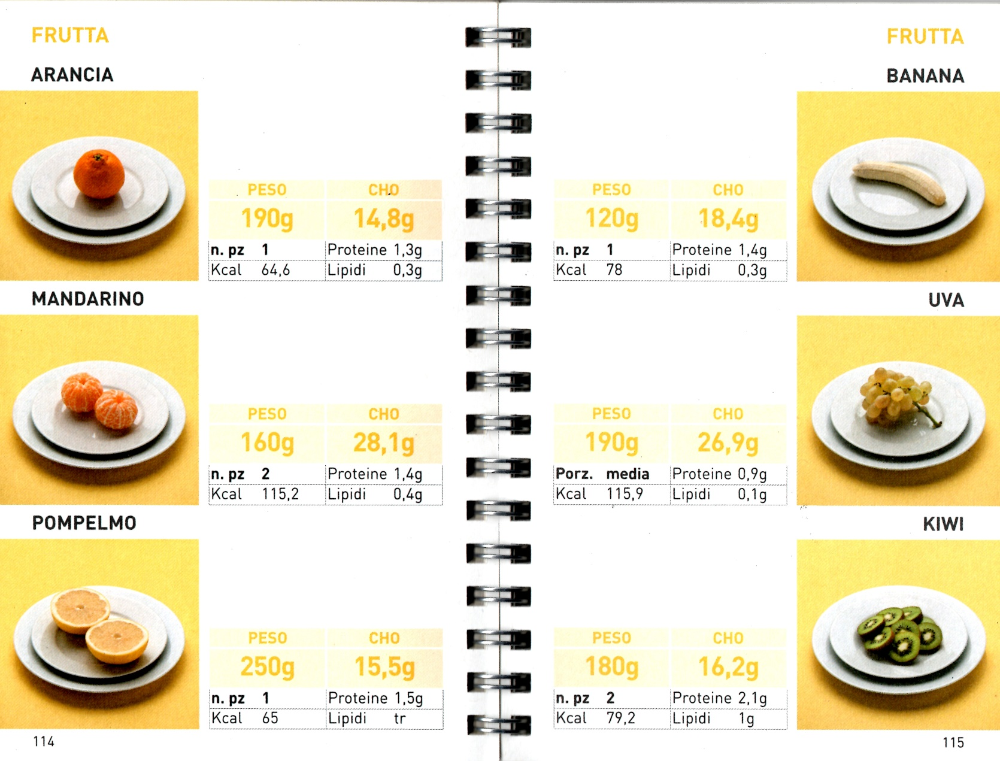 FRUTTA
ARANCIA
PESO CHO
190g 14,8g
n. pz 1 Proteine 1,3g
Kcal 64,6 Lipidi 0,3g
MANDARINO
PESO CHO
160g 28,1g
n. pz 2 Proteine 1,4g
Kcal 115,2 Lipidi 0,4g
POMPELMO
PESO CHO
250g 15,5g
n. pz 1 Proteine 1,5g
Kcal 65 Lipidi tr
114
FRUTTA
BANANA
PESO CHO
120g 18,4g
n. pz 1 Proteine 1,4g
Kcal 78 Lipidi 0,3g
UVA
PESO CHO
190g 26,9g
Porz. media Proteine 0,9g
Kcal 115,9 Lipidi 0,1g
KIWI
PESO CHO
180g 16,2g
n. pz 2 Proteine 2,1g
Kcal 79,2 Lipidi 1g
115